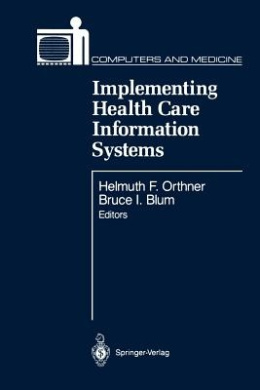 COMPUTERS AND MEDICINE
Implementing
Health Care
Information
Systems
Helmuth F. Orthner
Bruce I. Blum
Editors
Springer-Verlag